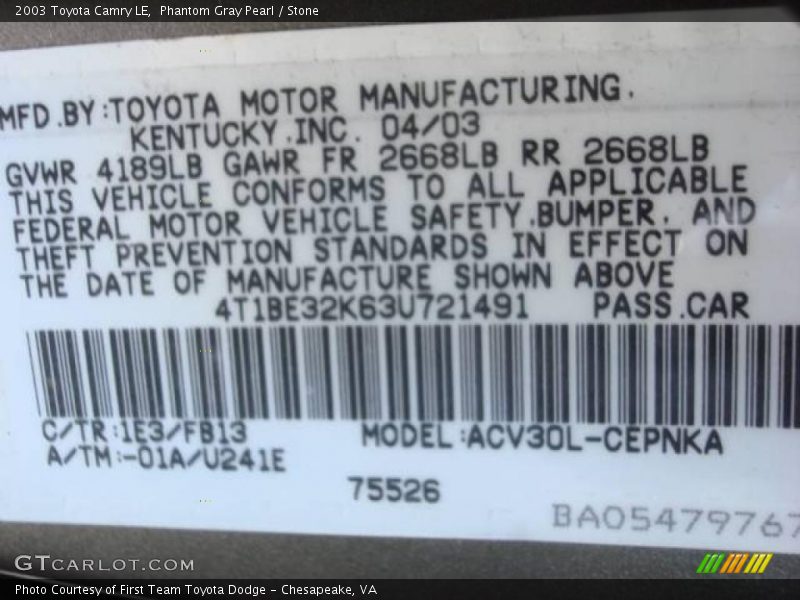 2003 Toyota Camry LE, Phantom Gray Pearl / Stone
MFD.BY:TOYOTA MOTOR MANUFACTURING.
KENTUCKY.INC. 04/03
GVWR 4189LB GAWR FR 2668LB RR 2668LB
THIS VEHICLE CONFORMS TO ALL APPLICABLE
FEDERAL MOTOR VEHICLE SAFETY.BUMPER. AND
THEFT PREVENTION STANDARDS IN EFFECT ON
THE DATE OF MANUFACTURE SHOWN ABOVE
4T1BE32K63U721491 PASS.CAR
C/TR:1E3/FB13 MODEL:ACV30L-CEPNKA
A/TM:-01A/U241E
75526
BA05479767
GTCARLOT.COM
Photo Courtesy of First Team Toyota Dodge - Chesapeake, VA